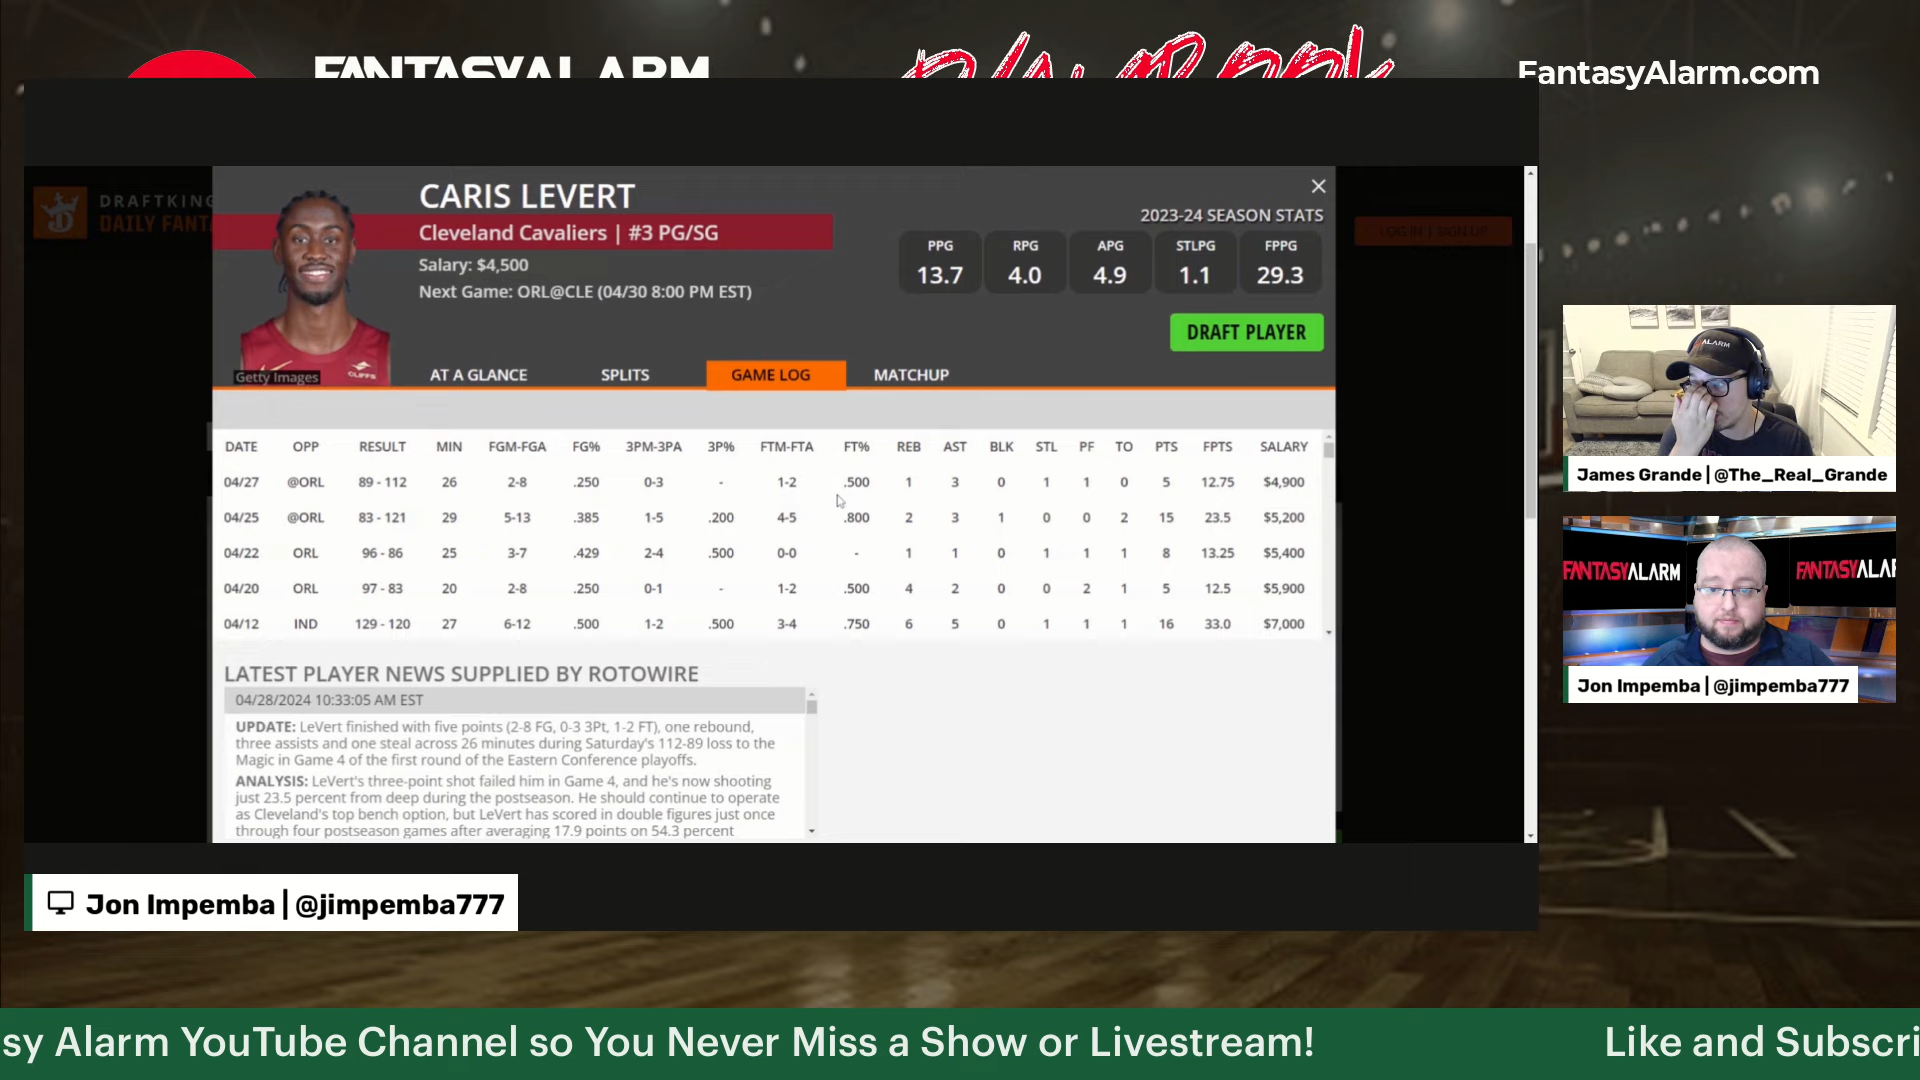 FANTASYALARM
PLAYER POOL
FantasyAlarm.com
DRAFTKING
DAILY FANT
LOG IN | SIGN UP
CARIS LEVERT
Cleveland Cavaliers | #3 PG/SG
Salary: $4,500
Next Game: ORL@CLE (04/30 8:00 PM EST)
2023-24 SEASON STATS
PPG RPG APG STLPG FPPG
13.7 4.0 4.9 1.1 29.3
DRAFT PLAYER
Getty Images
CLIFFS
AT A GLANCE SPLITS GAME LOG MATCHUP
DATE OPP RESULT MIN FGM-FGA FG% 3PM-3PA 3P% FTM-FTA FT% REB AST BLK STL PF TO PTS FPTS SALARY
04/27 @ORL 89 - 112 26 2-8 .250 0-3 - 1-2 .500 1 3 0 1 1 0 5 12.75 $4,900
04/25 @ORL 83 - 121 29 5-13 .385 1-5 .200 4-5 .800 2 3 1 0 0 2 15 23.5 $5,200
04/22 ORL 96 - 86 25 3-7 .429 2-4 .500 0-0 - 1 1 0 1 1 1 8 13.25 $5,400
04/20 ORL 97 - 83 20 2-8 .250 0-1 - 1-2 .500 4 2 0 0 2 1 5 12.5 $5,900
04/12 IND 129 - 120 27 6-12 .500 1-2 .500 3-4 .750 6 5 0 1 1 1 16 33.0 $7,000
LATEST PLAYER NEWS SUPPLIED BY ROTOWIRE
04/28/2024 10:33:05 AM EST
UPDATE: LeVert finished with five points (2-8 FG, 0-3 3Pt, 1-2 FT), one rebound,
three assists and one steal across 26 minutes during Saturday's 112-89 loss to the
Magic in Game 4 of the first round of the Eastern Conference playoffs.
ANALYSIS: LeVert's three-point shot failed him in Game 4, and he's now shooting
just 23.5 percent from deep during the postseason. He should continue to operate
as Cleveland's top bench option, but LeVert has scored in double figures just once
through four postseason games after averaging 17.9 points on 54.3 percent
ALARM
James Grande | @The_Real_Grande
FANTASYALARM
FANTASYALAR
Jon Impemba | @jimpemba777
Jon Impemba | @jimpemba777
sy Alarm YouTube Channel so You Never Miss a Show or Livestream! Like and Subscri